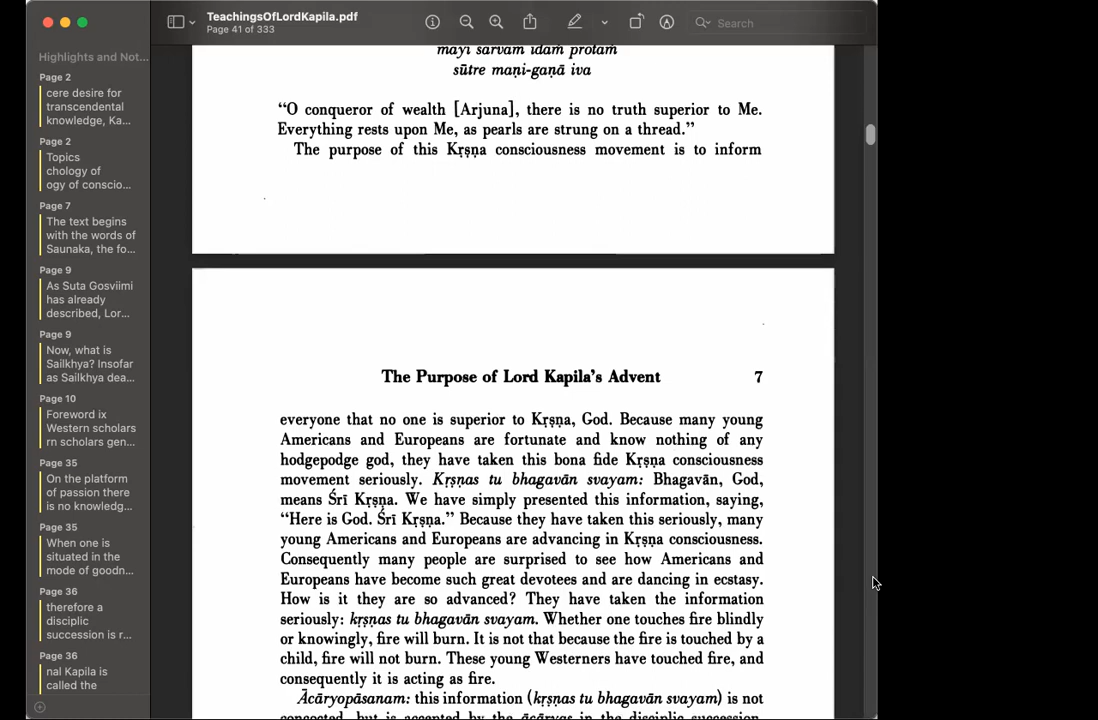 TeachingsOfLordKapila.pdf
Page 41 of 333
Search
Highlights and Not...
Page 2
cere desire for
transcendental
knowledge, Ka...
Page 2
Topics
chology of
ogy of conscio...
Page 7
The text begins
with the words of
Saunaka, the fo...
Page 9
As Suta Gosviimi
has already
described, Lor...
Page 9
Now, what is
Sailkhya? Insofar
as Sailkhya dea...
Page 10
Foreword ix
Western scholars
rn scholars gen...
Page 35
On the platform
of passion there
is no knowledg...
Page 35
When one is
situated in the
mode of goodn...
Page 36
therefore a
disciplic
succession is r...
Page 36
nal Kapila is
called the
mayi sarvam idaṁ protaṁ
sūtre maṇi-gaṇā iva
“O conqueror of wealth [Arjuna], there is no truth superior to Me.
Everything rests upon Me, as pearls are strung on a thread.”
The purpose of this Kṛṣṇa consciousness movement is to inform
The Purpose of Lord Kapila's Advent 7
everyone that no one is superior to Kṛṣṇa, God. Because many young
Americans and Europeans are fortunate and know nothing of any
hodgepodge god, they have taken this bona fide Kṛṣṇa consciousness
movement seriously. Kṛṣṇas tu bhagavān svayam: Bhagavān, God,
means Śrī Kṛṣṇa. We have simply presented this information, saying,
“Here is God. Śrī Kṛṣṇa.” Because they have taken this seriously, many
young Americans and Europeans are advancing in Kṛṣṇa consciousness.
Consequently many people are surprised to see how Americans and
Europeans have become such great devotees and are dancing in ecstasy.
How is it they are so advanced? They have taken the information
seriously: kṛṣṇas tu bhagavān svayam. Whether one touches fire blindly
or knowingly, fire will burn. It is not that because the fire is touched by a
child, fire will not burn. These young Westerners have touched fire, and
consequently it is acting as fire.
Ācāryopāsanam: this information (kṛṣṇas tu bhagavān svayam) is not
concocted, but is accepted by the ācāryas in the disciplic succession.